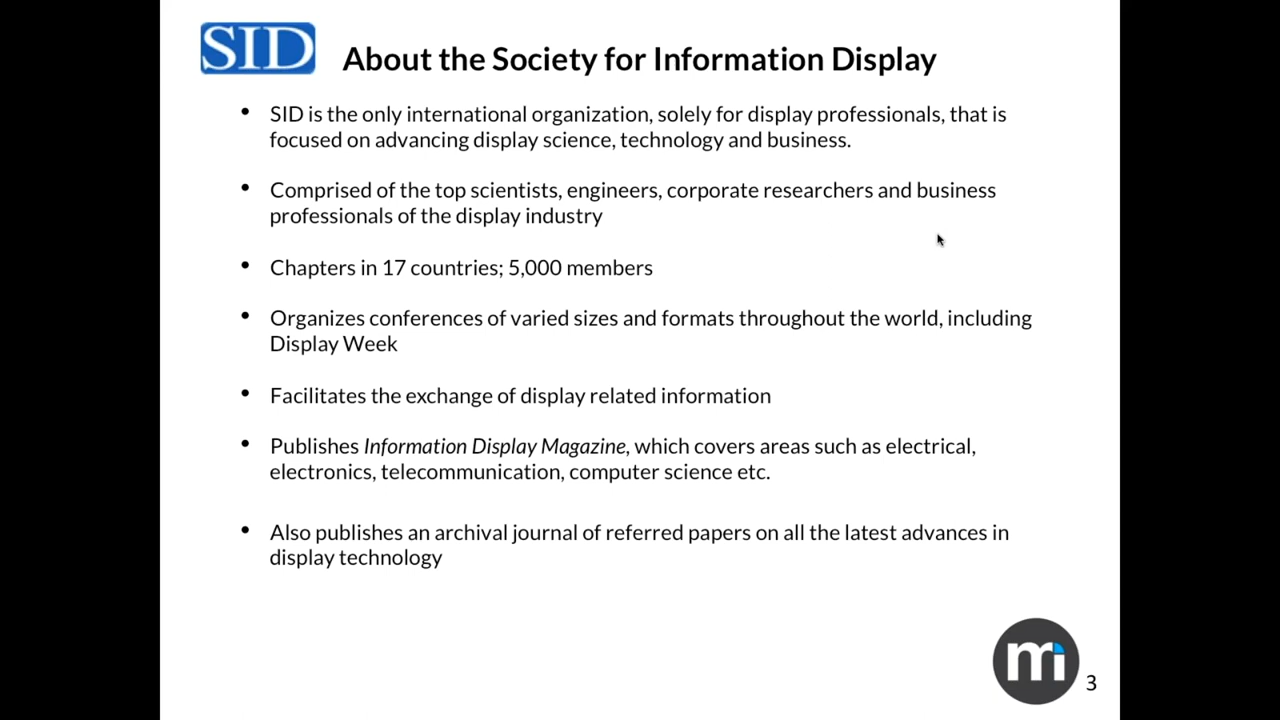 SID
About the Society for Information Display
• SID is the only international organization, solely for display professionals, that is
focused on advancing display science, technology and business.
• Comprised of the top scientists, engineers, corporate researchers and business
professionals of the display industry
• Chapters in 17 countries; 5,000 members
• Organizes conferences of varied sizes and formats throughout the world, including
Display Week
• Facilitates the exchange of display related information
• Publishes Information Display Magazine, which covers areas such as electrical,
electronics, telecommunication, computer science etc.
• Also publishes an archival journal of referred papers on all the latest advances in
display technology
mi
3